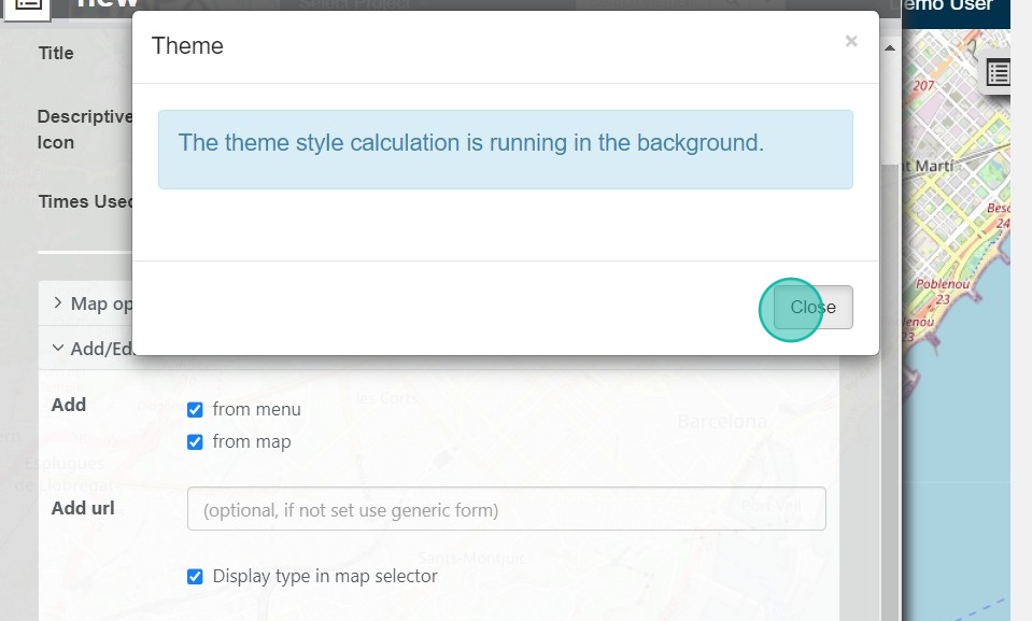 new
Select Project
Demo User
Theme
×
Title
The theme style calculation is running in the background.
Descriptive
Icon
Times Used
207
t Martí
Besò
24
Poblenou
23
lenou
23
Map op
Close
Add/Ed
Add
from menu
les Corts
from map
Barcelona
Esplugues
de Llobregat
Add url
(optional, if not set use generic form)
Port Vell
Sants-Montjuïc
Display type in map selector